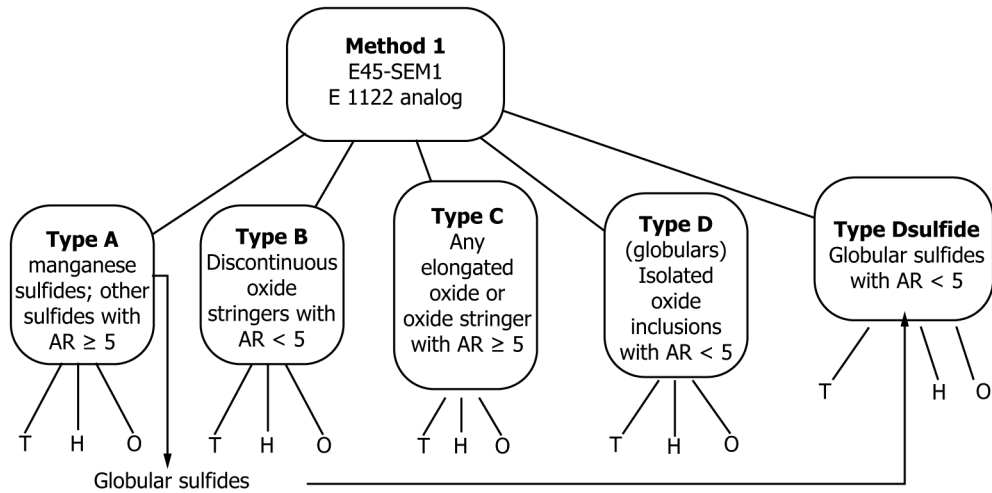 Method 1
E45-SEM1
E 1122 analog
Type A
manganese
sulfides; other
sulfides with
AR ≥ 5
Type B
Discontinuous
oxide
stringers with
AR < 5
Type C
Any
elongated
oxide or
oxide stringer
with AR ≥ 5
Type D
(globulars)
Isolated
oxide
inclusions
with AR < 5
Type Dsulfide
Globular sulfides
with AR < 5
T H O
T H O
T H O
T H O
T H O
Globular sulfides